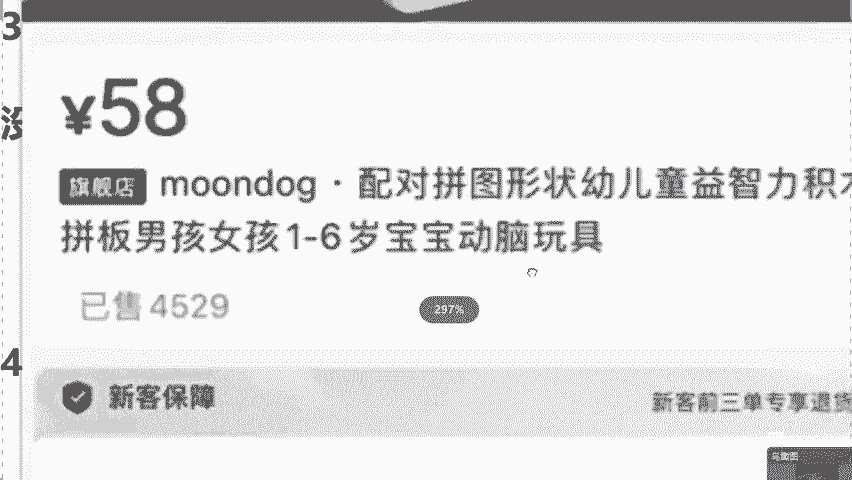 3
¥58
没
旗舰店 moondog · 配对拼图形状幼儿童益智力积木
拼板男孩女孩1-6岁宝宝动脑玩具
已售 4529
297%
4
新客保障
新客前三单专享退货